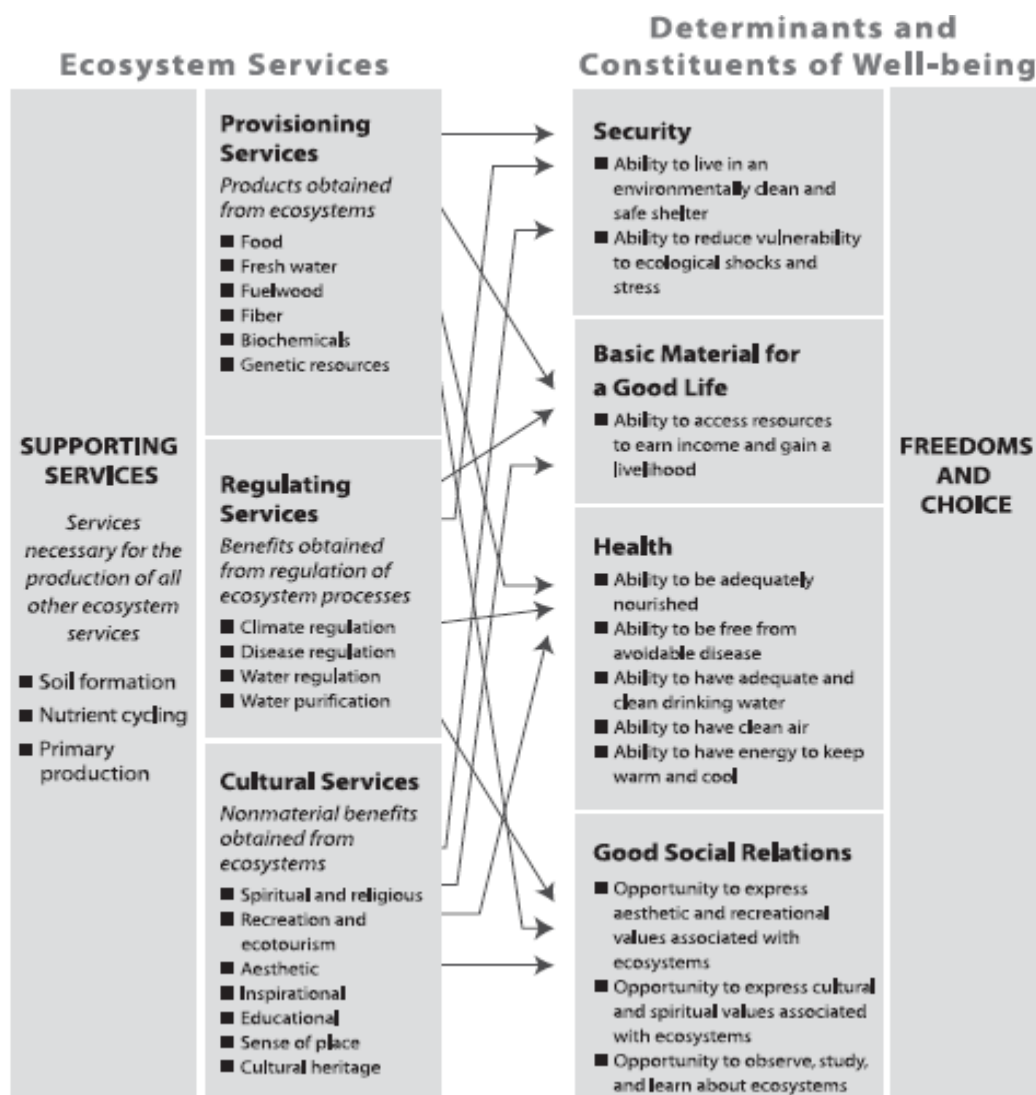 Ecosystem Services
Determinants and
Constituents of Well-being
SUPPORTING
SERVICES
Services
necessary for the
production of all
other ecosystem
services
■ Soil formation
■ Nutrient cycling
■ Primary
production
Provisioning
Services
Products obtained
from ecosystems
■ Food
■ Fresh water
■ Fuelwood
■ Fiber
■ Biochemicals
■ Genetic resources
Regulating
Services
Benefits obtained
from regulation of
ecosystem processes
■ Climate regulation
■ Disease regulation
■ Water regulation
■ Water purification
Cultural Services
Nonmaterial benefits
obtained from
ecosystems
■ Spiritual and religious
■ Recreation and
ecotourism
■ Aesthetic
■ Inspirational
■ Educational
■ Sense of place
■ Cultural heritage
Security
■ Ability to live in an
environmentally clean and
safe shelter
■ Ability to reduce vulnerability
to ecological shocks and
stress
Basic Material for
a Good Life
■ Ability to access resources
to earn income and gain a
livelihood
Health
■ Ability to be adequately
nourished
■ Ability to be free from
avoidable disease
■ Ability to have adequate and
clean drinking water
■ Ability to have clean air
■ Ability to have energy to keep
warm and cool
Good Social Relations
■ Opportunity to express
aesthetic and recreational
values associated with
ecosystems
■ Opportunity to express cultural
and spiritual values associated
with ecosystems
■ Opportunity to observe, study,
and learn about ecosystems
FREEDOMS
AND
CHOICE